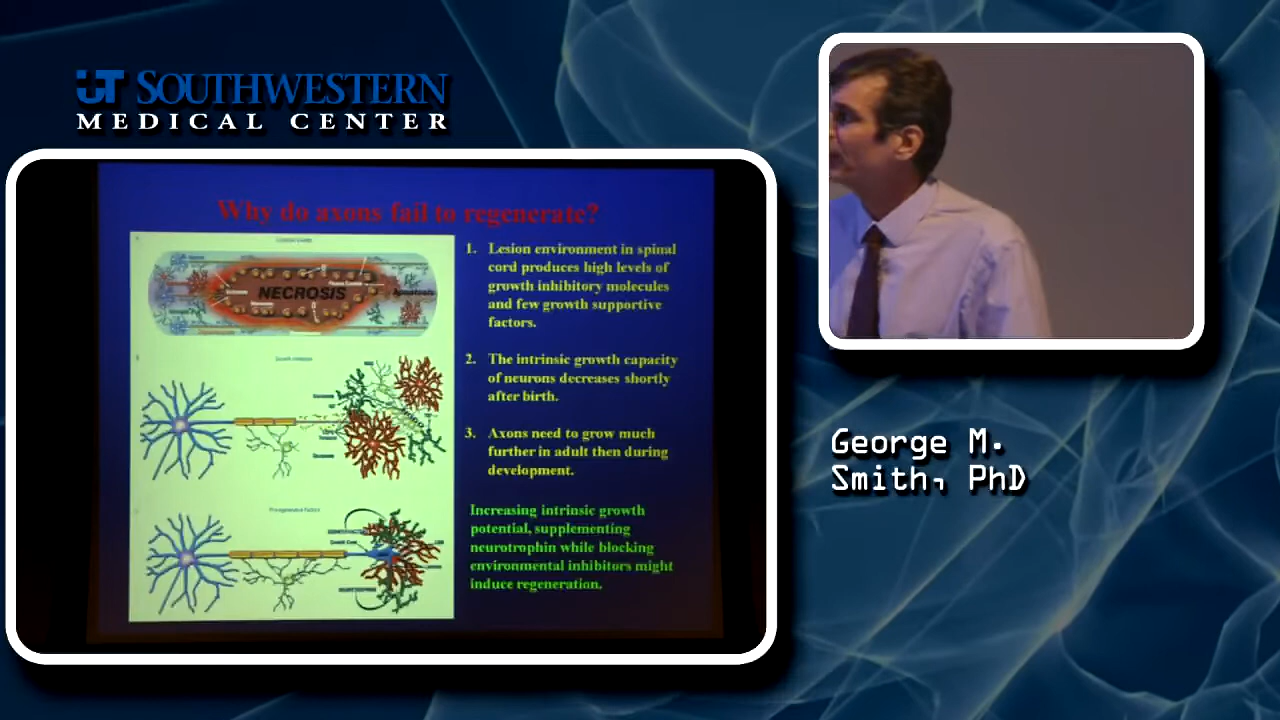 UT SOUTHWESTERN
MEDICAL CENTER
Why do axons fail to regenerate?
NECROSIS
Apoptosis
1. Lesion environment in spinal
cord produces high levels of
growth inhibitory molecules
and few growth supportive
factors.
2. The intrinsic growth capacity
of neurons decreases shortly
after birth.
3. Axons need to grow much
further in adult then during
development.
Increasing intrinsic growth
potential, supplementing
neurotrophin while blocking
environmental inhibitors might
induce regeneration.
George M.
Smith, PhD